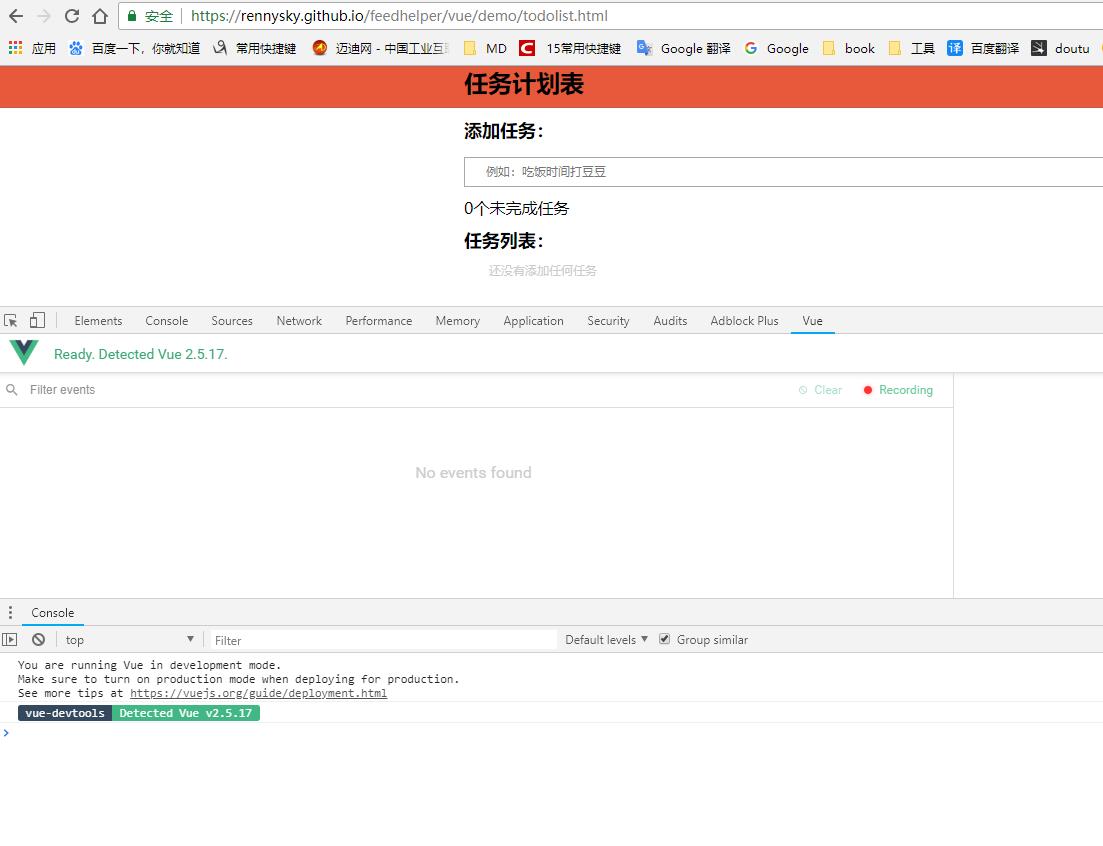 安全 https://rennysky.github.io/feedhelper/vue/demo/todolist.html
应用 百度一下，你就知道 常用快捷键 迈迪网 - 中国工业互 MD 15常用快捷键 Google 翻译 Google book 工具 百度翻译 doutu
任务计划表
添加任务：
例如：吃饭时间打豆豆
0个未完成任务
任务列表：
还没有添加任何任务
Elements Console Sources Network Performance Memory Application Security Audits Adblock Plus Vue
Ready. Detected Vue 2.5.17.
Filter events Clear Recording
No events found
Console
top Filter Default levels Group similar
You are running Vue in development mode.
Make sure to turn on production mode when deploying for production.
See more tips at https://vuejs.org/guide/deployment.html
vue-devtools Detected Vue v2.5.17